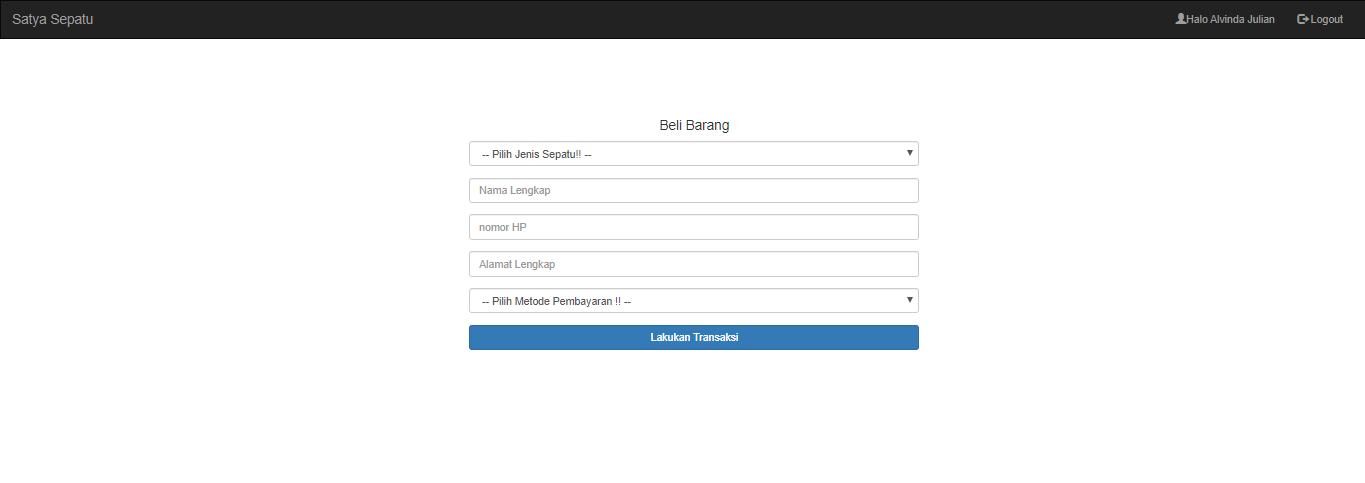 Satya Sepatu
Halo Alvinda Julian
Logout
Beli Barang
-- Pilih Jenis Sepatu!! --
Nama Lengkap
nomor HP
Alamat Lengkap
-- Pilih Metode Pembayaran !! --
Lakukan Transaksi